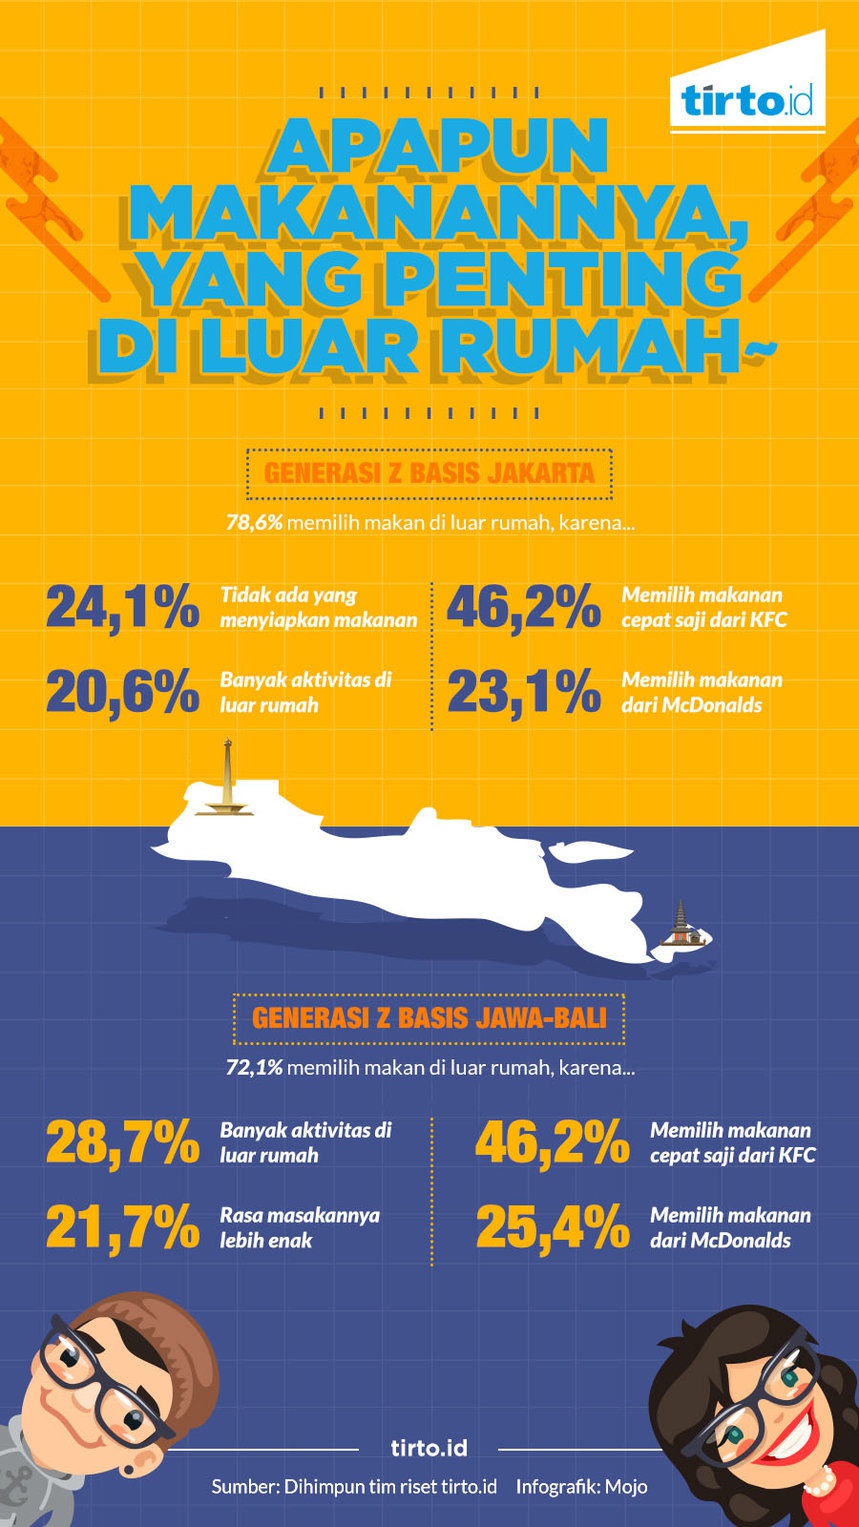 tirto.id
APAPUN
MAKANANNYA,
YANG PENTING
DI LUAR RUMAH~
GENERASI Z BASIS JAKARTA
78,6% memilih makan di luar rumah, karena...
24,1%
Tidak ada yang
menyiapkan makanan
20,6%
Banyak aktivitas di
luar rumah
46,2%
Memilih makanan
cepat saji dari KFC
23,1%
Memilih makanan
dari McDonalds
GENERASI Z BASIS JAWA-BALI
72,1% memilih makan di luar rumah, karena...
28,7%
Banyak aktivitas di
luar rumah
21,7%
Rasa masakannya
lebih enak
46,2%
Memilih makanan
cepat saji dari KFC
25,4%
Memilih makanan
dari McDonalds
tirto.id
Sumber: Dihimpun tim riset tirto.id Infografik: Mojo